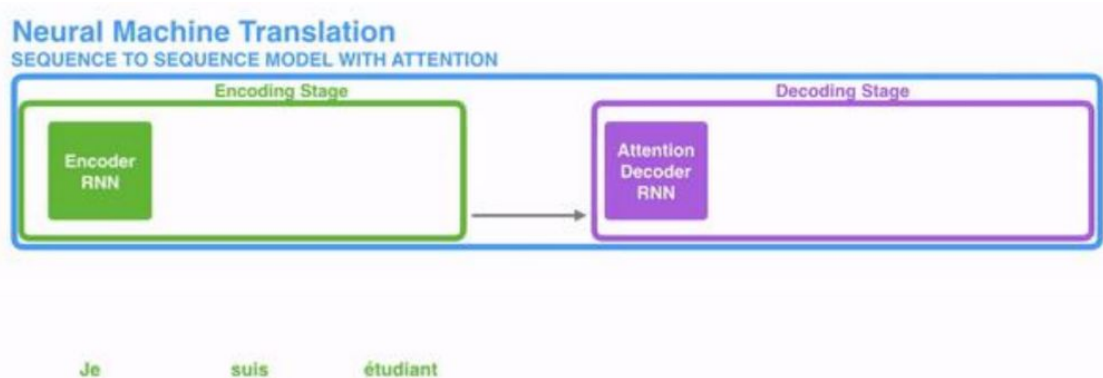 Neural Machine Translation
SEQUENCE TO SEQUENCE MODEL WITH ATTENTION
Encoding Stage
Decoding Stage
Encoder
RNN
Attention
Decoder
RNN
Je suis étudiant